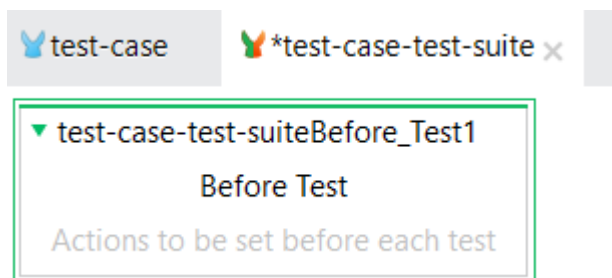 test-case
*test-case-test-suite
test-case-test-suiteBefore_Test1
Before Test
Actions to be set before each test